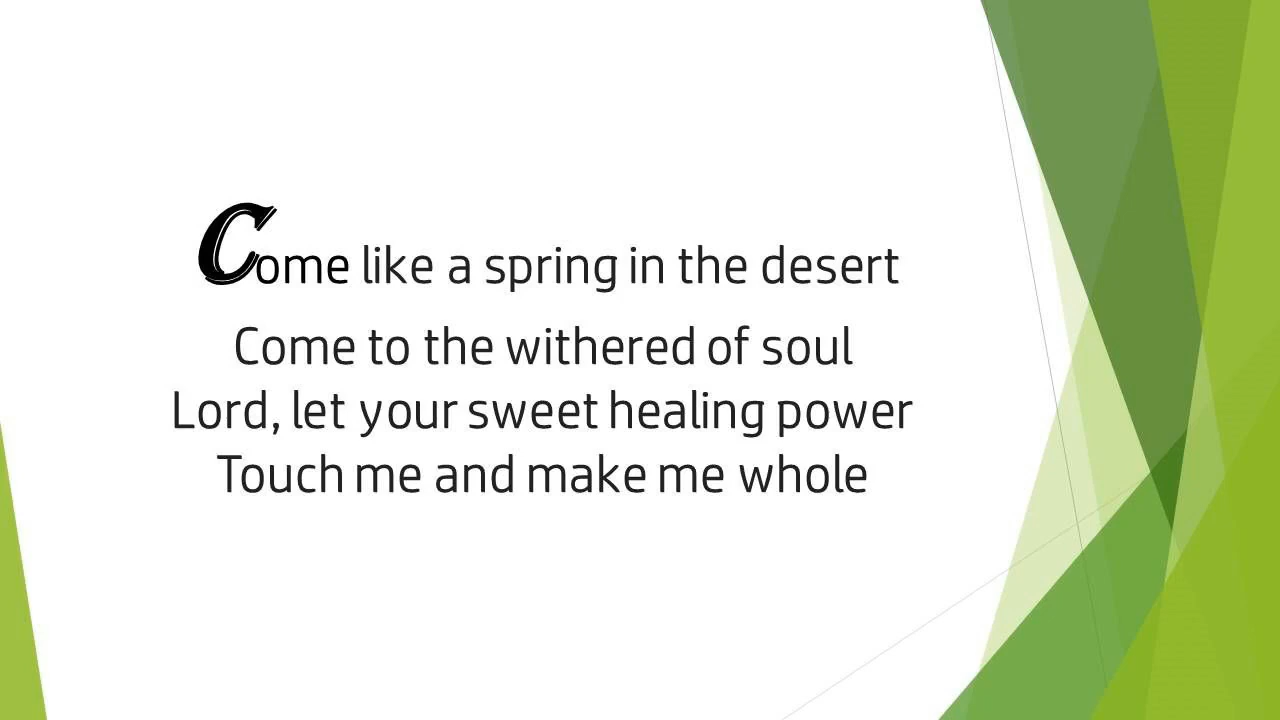 Come like a spring in the desert
Come to the withered of soul
Lord, let your sweet healing power
Touch me and make me whole